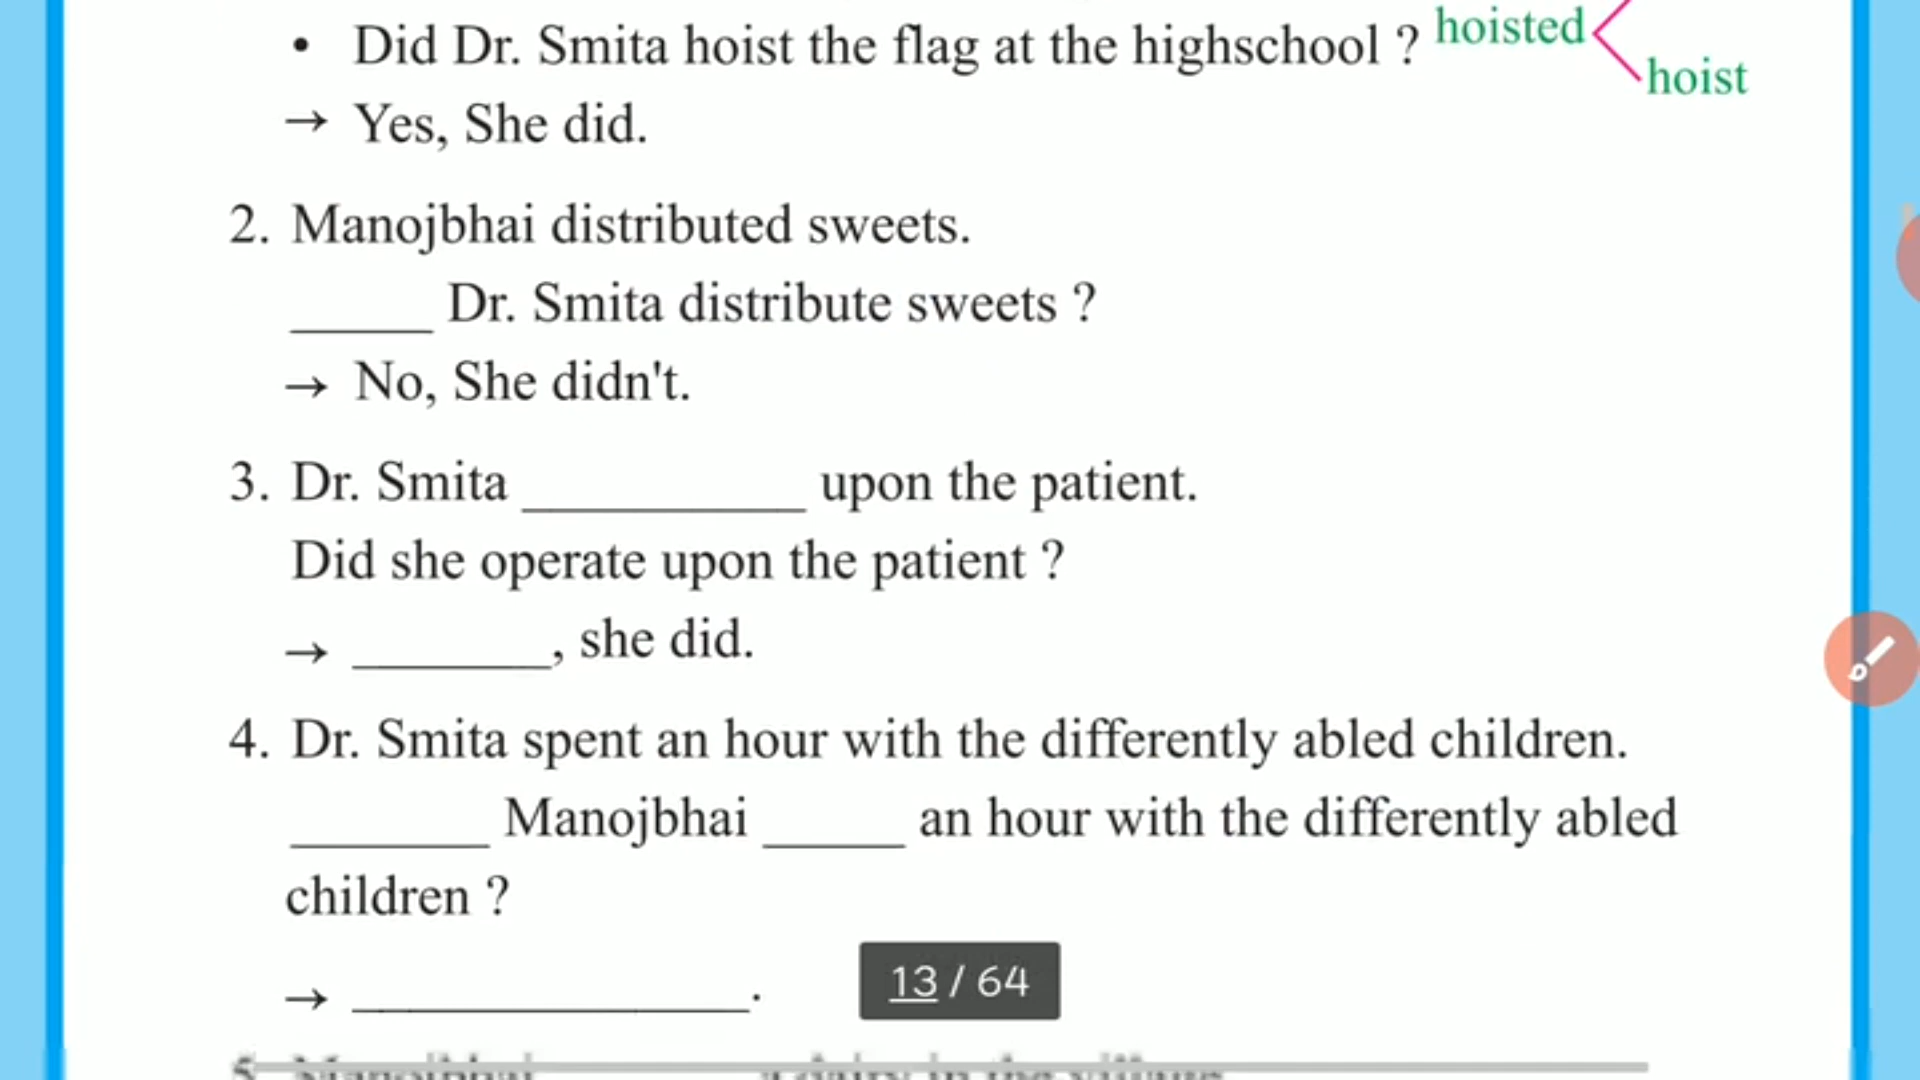 • Did Dr. Smita hoist the flag at the highschool ? hoisted
hoist
→ Yes, She did.
2. Manojbhai distributed sweets.
_____ Dr. Smita distribute sweets ?
→ No, She didn't.
3. Dr. Smita __________ upon the patient.
Did she operate upon the patient ?
→ _______, she did.
4. Dr. Smita spent an hour with the differently abled children.
_______ Manojbhai _____ an hour with the differently abled
children ?
→ ______________.
13 / 64
5. Manojbhai